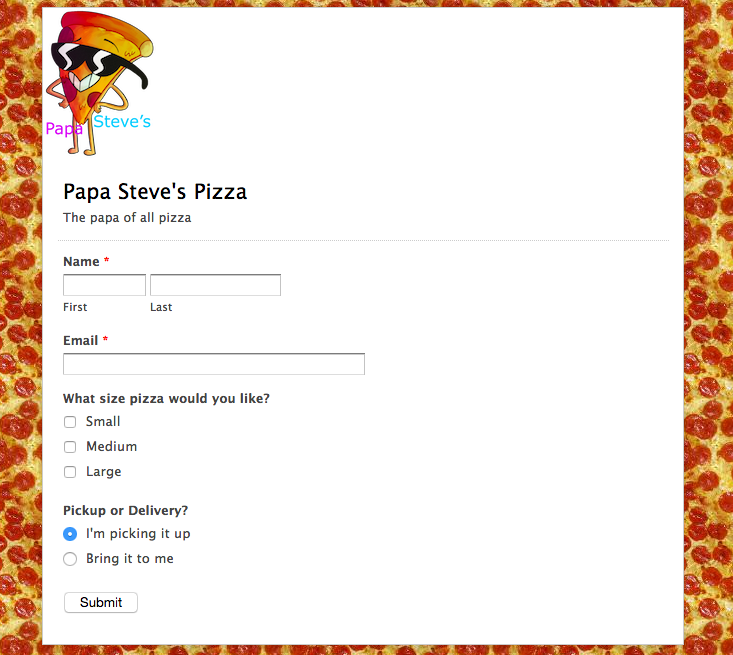 Papa Steve's
Papa Steve's Pizza
The papa of all pizza
Name *
First Last
Email *
What size pizza would you like?
Small
Medium
Large
Pickup or Delivery?
I'm picking it up
Bring it to me
Submit